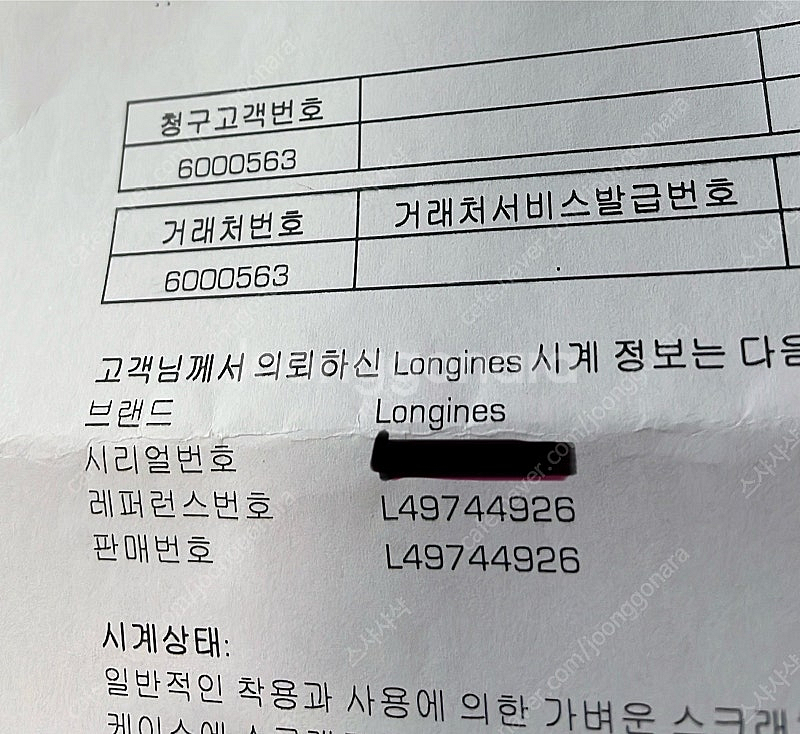 청구고객번호
6000563
거래처번호 거래처서비스발급번호
6000563
고객님께서 의뢰하신 Longines 시계 정보는 다음
브랜드 Longines
시리얼번호
레퍼런스번호 L49744926
판매번호 L49744926
시계상태:
일반적인 착용과 사용에 의한 가벼운 스크래
케이스에